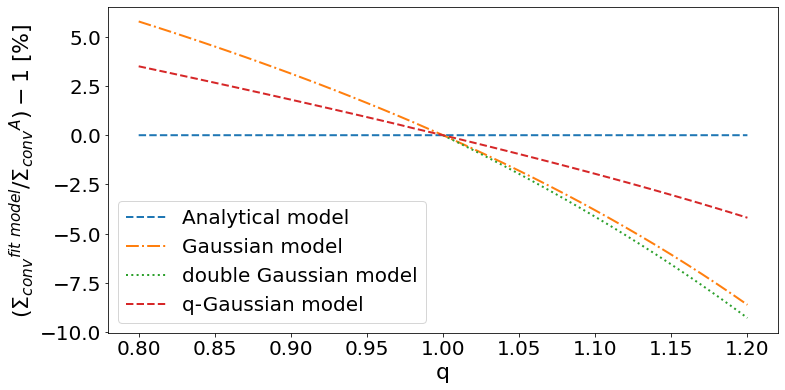 (Σ_conv^fit model/Σ_conv^A) − 1 [%]
5.0
2.5
0.0
−2.5
−5.0
−7.5
−10.0
Analytical model
Gaussian model
double Gaussian model
q-Gaussian model
0.80 0.85 0.90 0.95 1.00 1.05 1.10 1.15 1.20
q